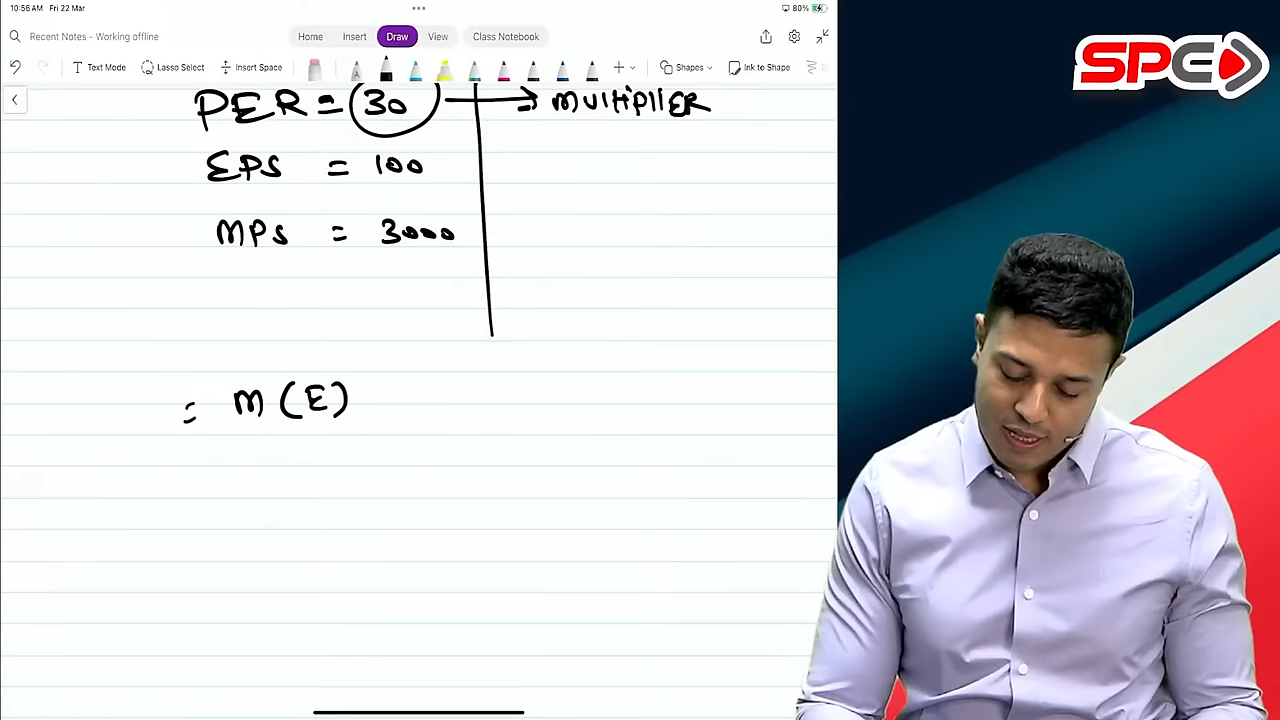 10:56 AM Fri 22 Mar
80%
Recent Notes - Working offline
Home Insert Draw View Class Notebook
Text Mode Lasso Select Insert Space Shapes Ink to Shape
PER = 30 → = multipliER
EPS = 100
MPS = 3000
= M (E)
SPC